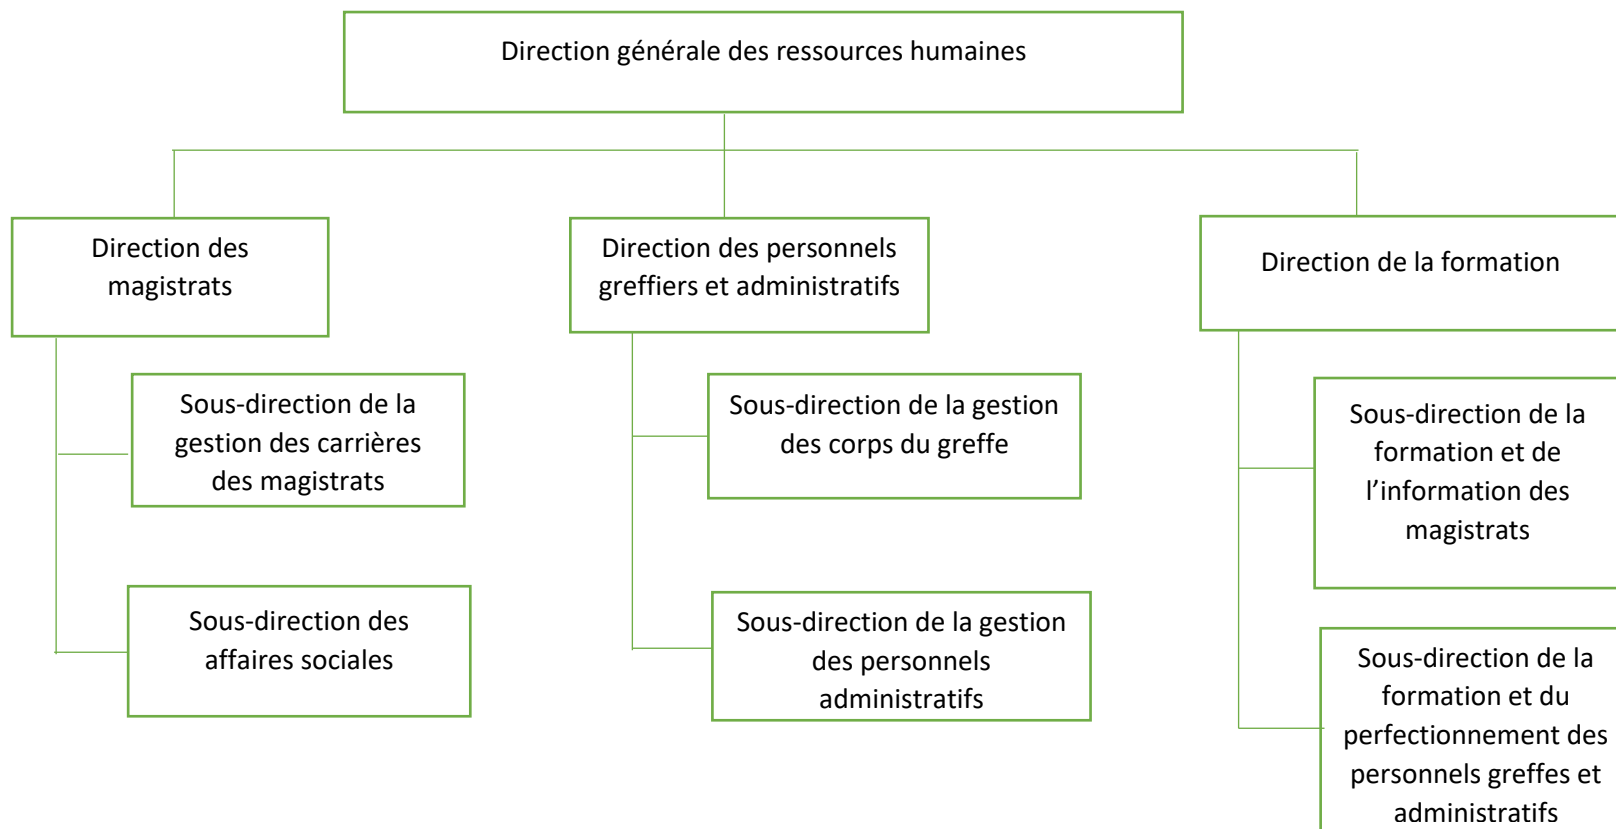 Direction générale des ressources humaines
Direction des
magistrats
Direction des personnels
greffiers et administratifs
Direction de la formation
Sous-direction de la
gestion des carrières
des magistrats
Sous-direction de la gestion
des corps du greffe
Sous-direction de la
formation et de
l’information des
magistrats
Sous-direction des
affaires sociales
Sous-direction de la gestion
des personnels
administratifs
Sous-direction de la
formation et du
perfectionnement des
personnels greffes et
administratifs